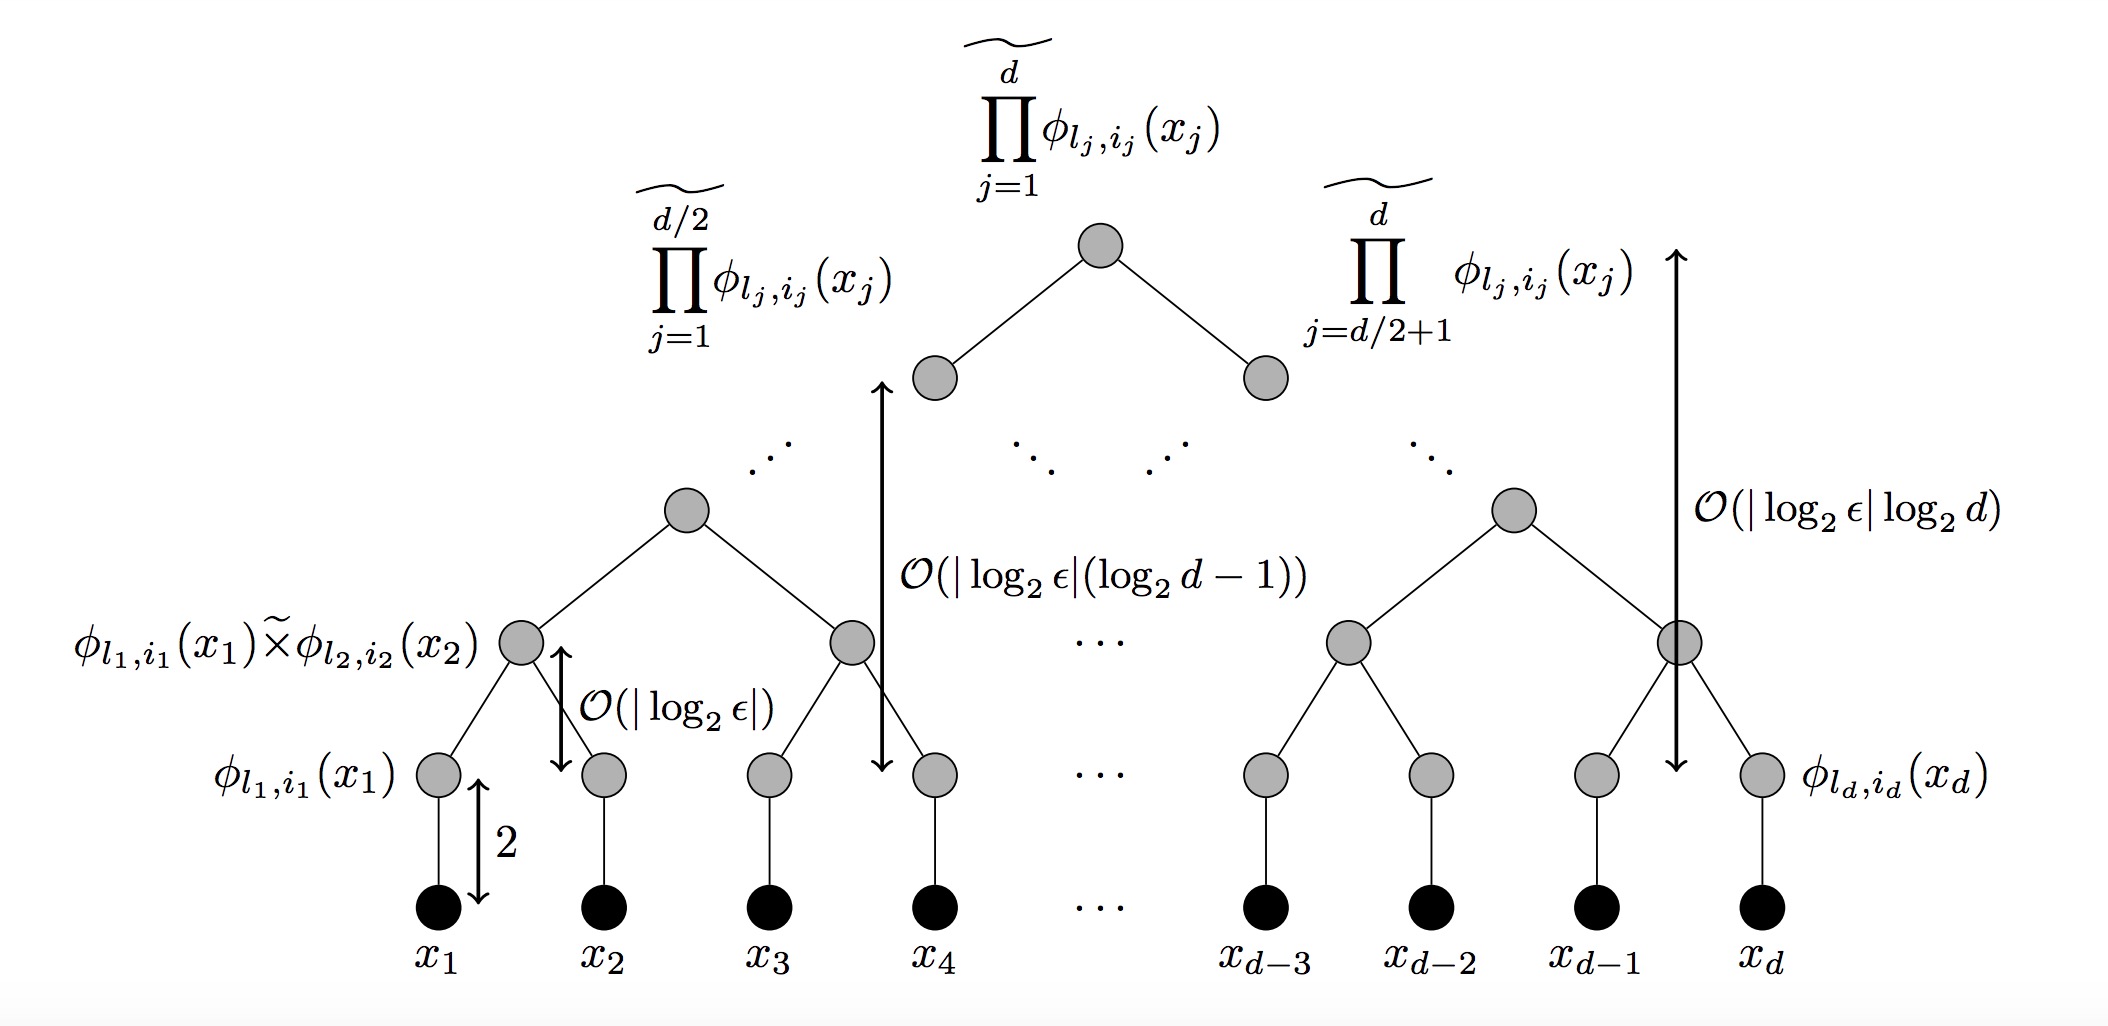 \widetilde{\prod_{j=1}^{d}} \phi_{l_j,i_j}(x_j)
\widetilde{\prod_{j=1}^{d/2}} \phi_{l_j,i_j}(x_j)
\widetilde{\prod_{j=d/2+1}^{d}} \phi_{l_j,i_j}(x_j)
\mathcal{O}(|\log_2 \epsilon| \log_2 d)
\mathcal{O}(|\log_2 \epsilon|(\log_2 d - 1))
\phi_{l_1,i_1}(x_1) \widetilde{\times} \phi_{l_2,i_2}(x_2)
...
\mathcal{O}(|\log_2 \epsilon|)
\phi_{l_1,i_1}(x_1)
...
\phi_{l_d,i_d}(x_d)
2
...
x_1 x_2 x_3 x_4 x_{d-3} x_{d-2} x_{d-1} x_d